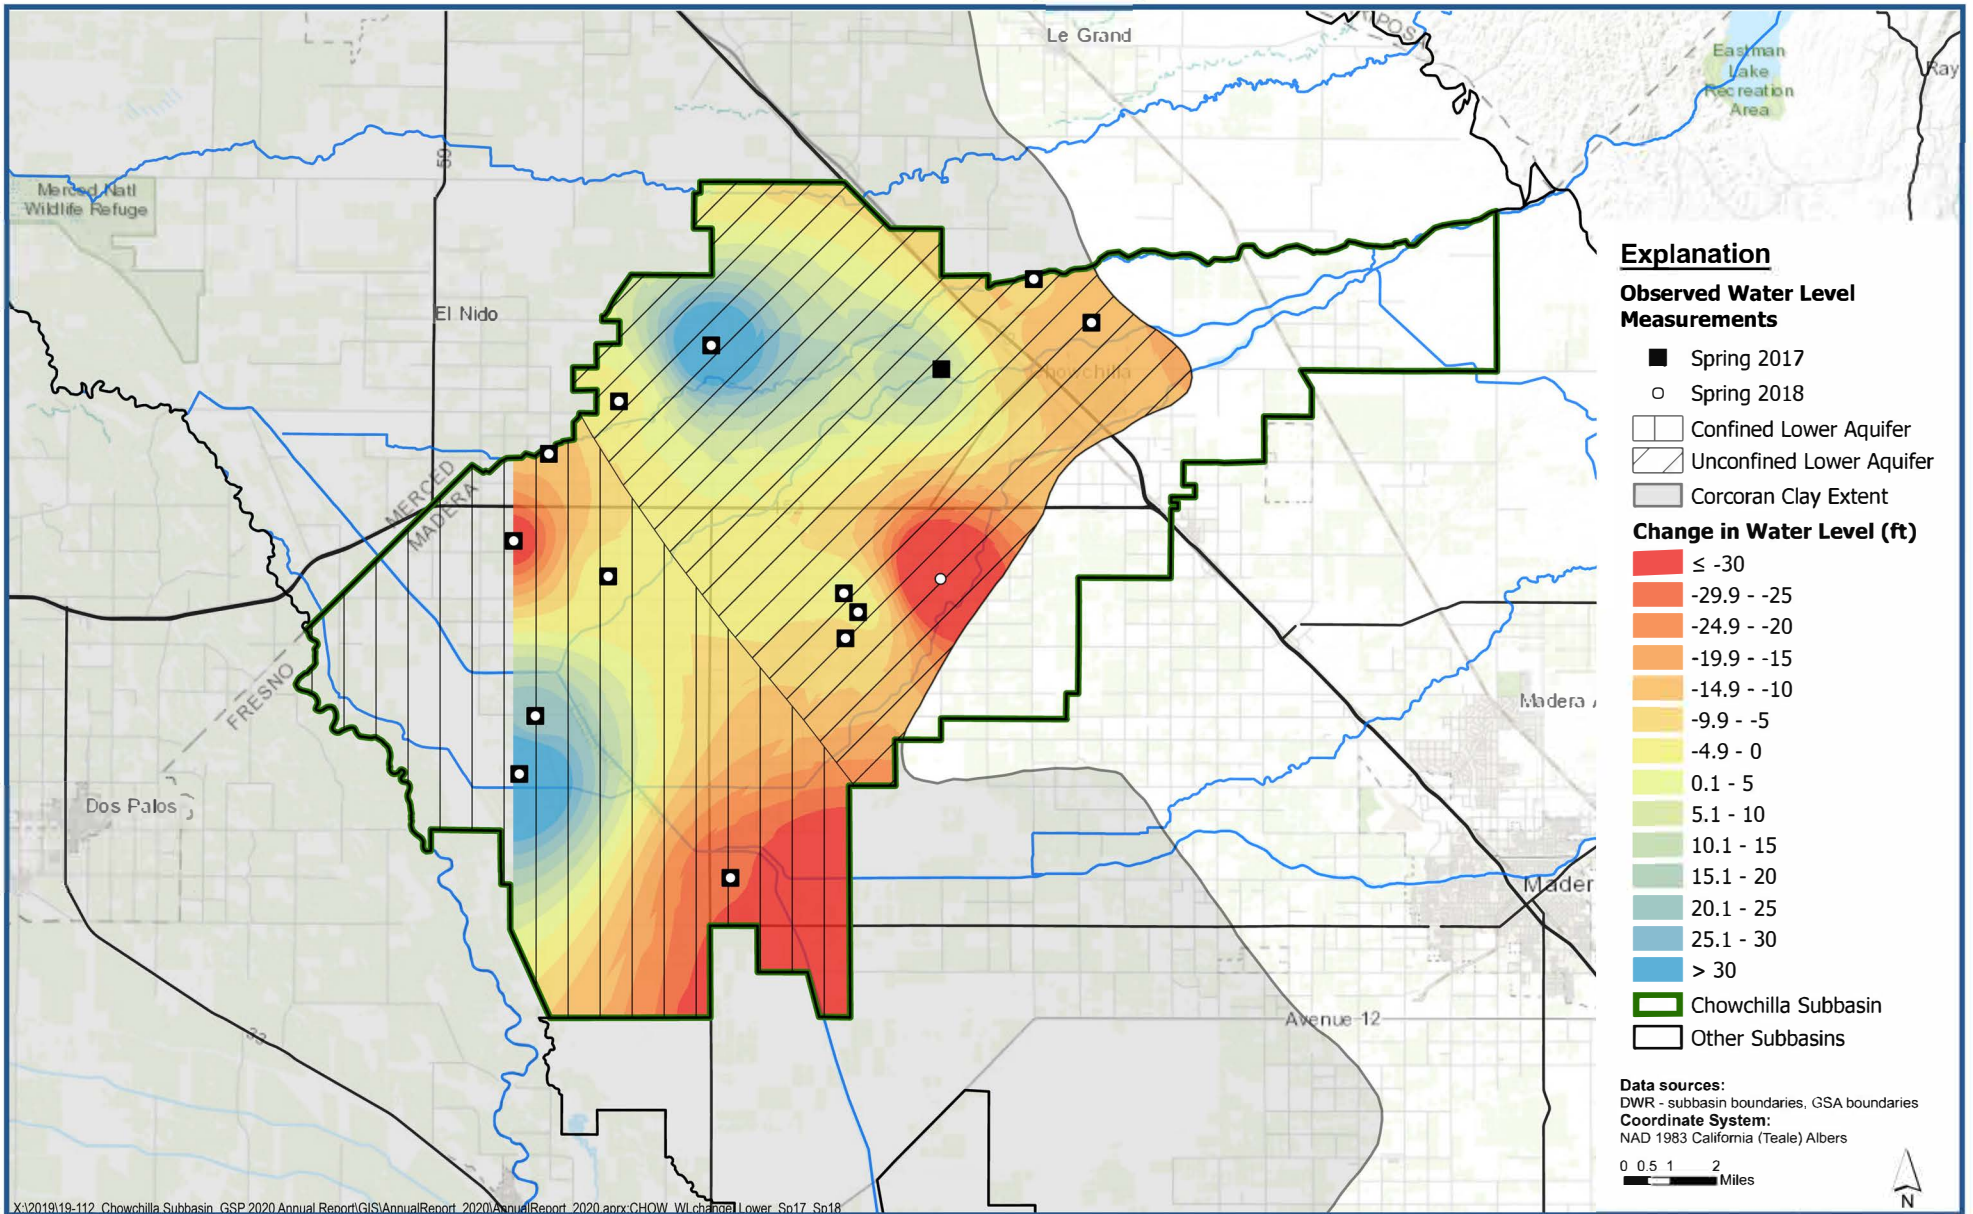 Le Grand
Eastman
Lake
Recreation
Area
Ray
59
Merced Natl
Wildlife Refuge
El Nido
Chowchilla
MERCED
MADERA
FRESNO
Dos Palos
Madera A
Mader
Avenue 12
33
Explanation
Observed Water Level
Measurements
Spring 2017
Spring 2018
Confined Lower Aquifer
Unconfined Lower Aquifer
Corcoran Clay Extent
Change in Water Level (ft)
≤ -30
-29.9 - -25
-24.9 - -20
-19.9 - -15
-14.9 - -10
-9.9 - -5
-4.9 - 0
0.1 - 5
5.1 - 10
10.1 - 15
15.1 - 20
20.1 - 25
25.1 - 30
> 30
Chowchilla Subbasin
Other Subbasins
Data sources:
DWR - subbasin boundaries, GSA boundaries
Coordinate System:
NAD 1983 California (Teale) Albers
0 0.5 1 2
Miles
N
X:\2019\19-112_Chowchilla Subbasin_GSP 2020 Annual Report\GIS\AnnualReport_2020\AnnualReport_2020.aprx:CHOW_WLchange_Lower_Sp17_Sp18